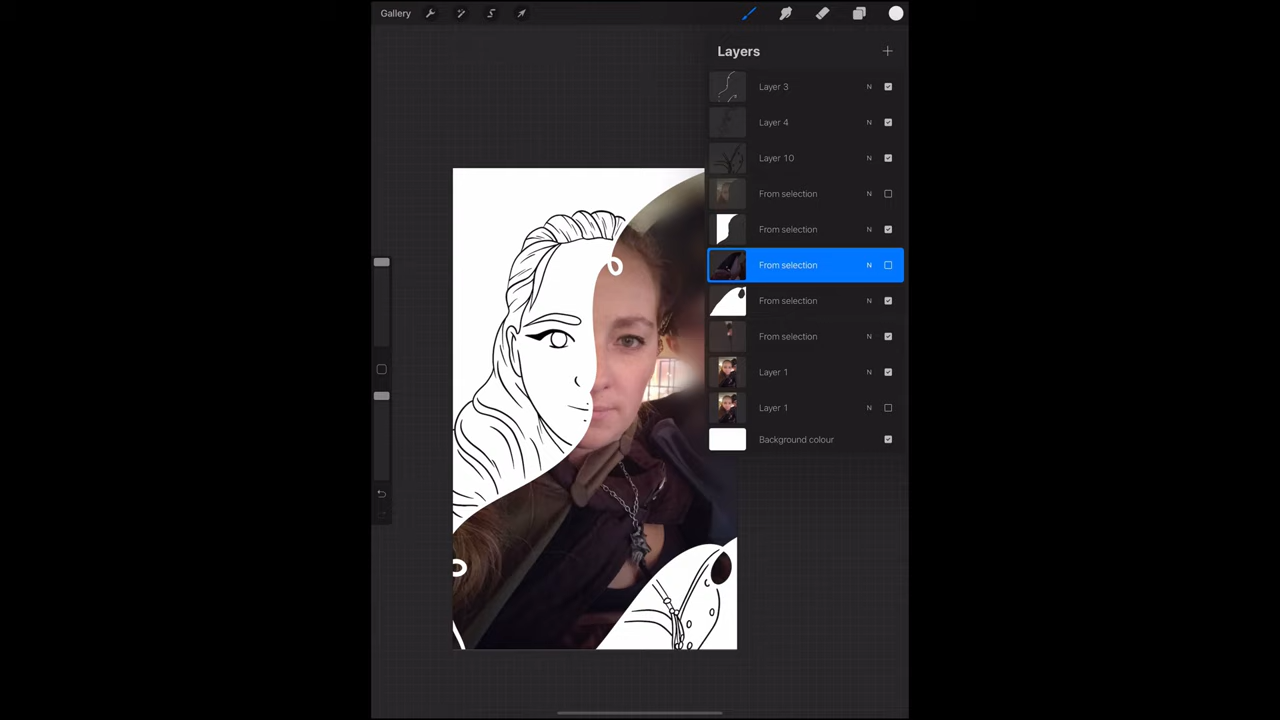 Gallery
Layers
Layer 3 N
Layer 4 N
Layer 10 N
From selection N
From selection N
From selection N
From selection N
From selection N
Layer 1 N
Layer 1 N
Background colour